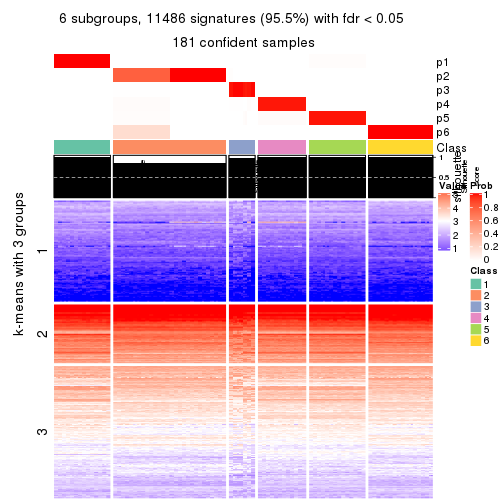 6 subgroups, 11486 signatures (95.5%) with fdr < 0.05
181 confident samples
p1
p2
p3
p4
p5
p6
Class
1
0.5
Silhouette
score
k-means with 3 groups
1
2
3
Value
4
3
2
1
Prob
1
0.8
0.6
0.4
0.2
0
Class
1
2
3
4
5
6